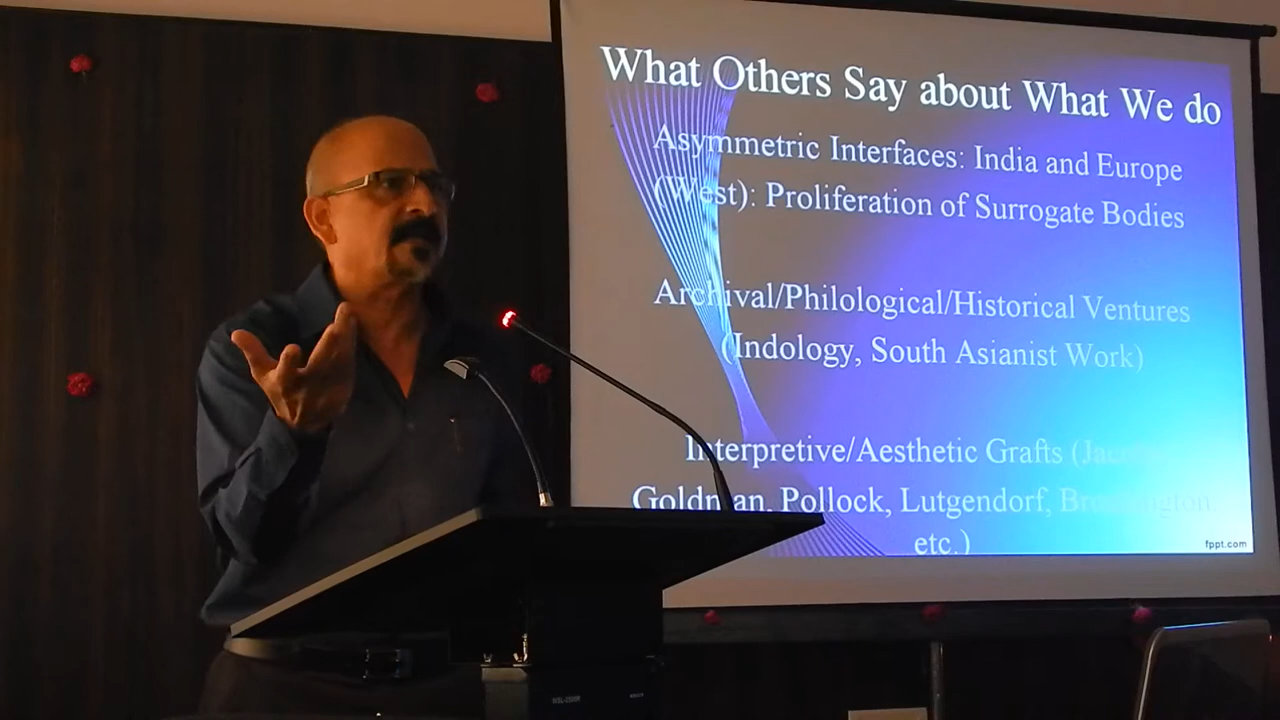 What Others Say about What We do
Asymmetric Interfaces: India and Europe
(West): Proliferation of Surrogate Bodies
Archival/Philological/Historical Ventures
(Indology, South Asianist Work)
Interpretive/Aesthetic Grafts
Goldman, Pollock, Lutgendorf,
etc.)
fppt.com